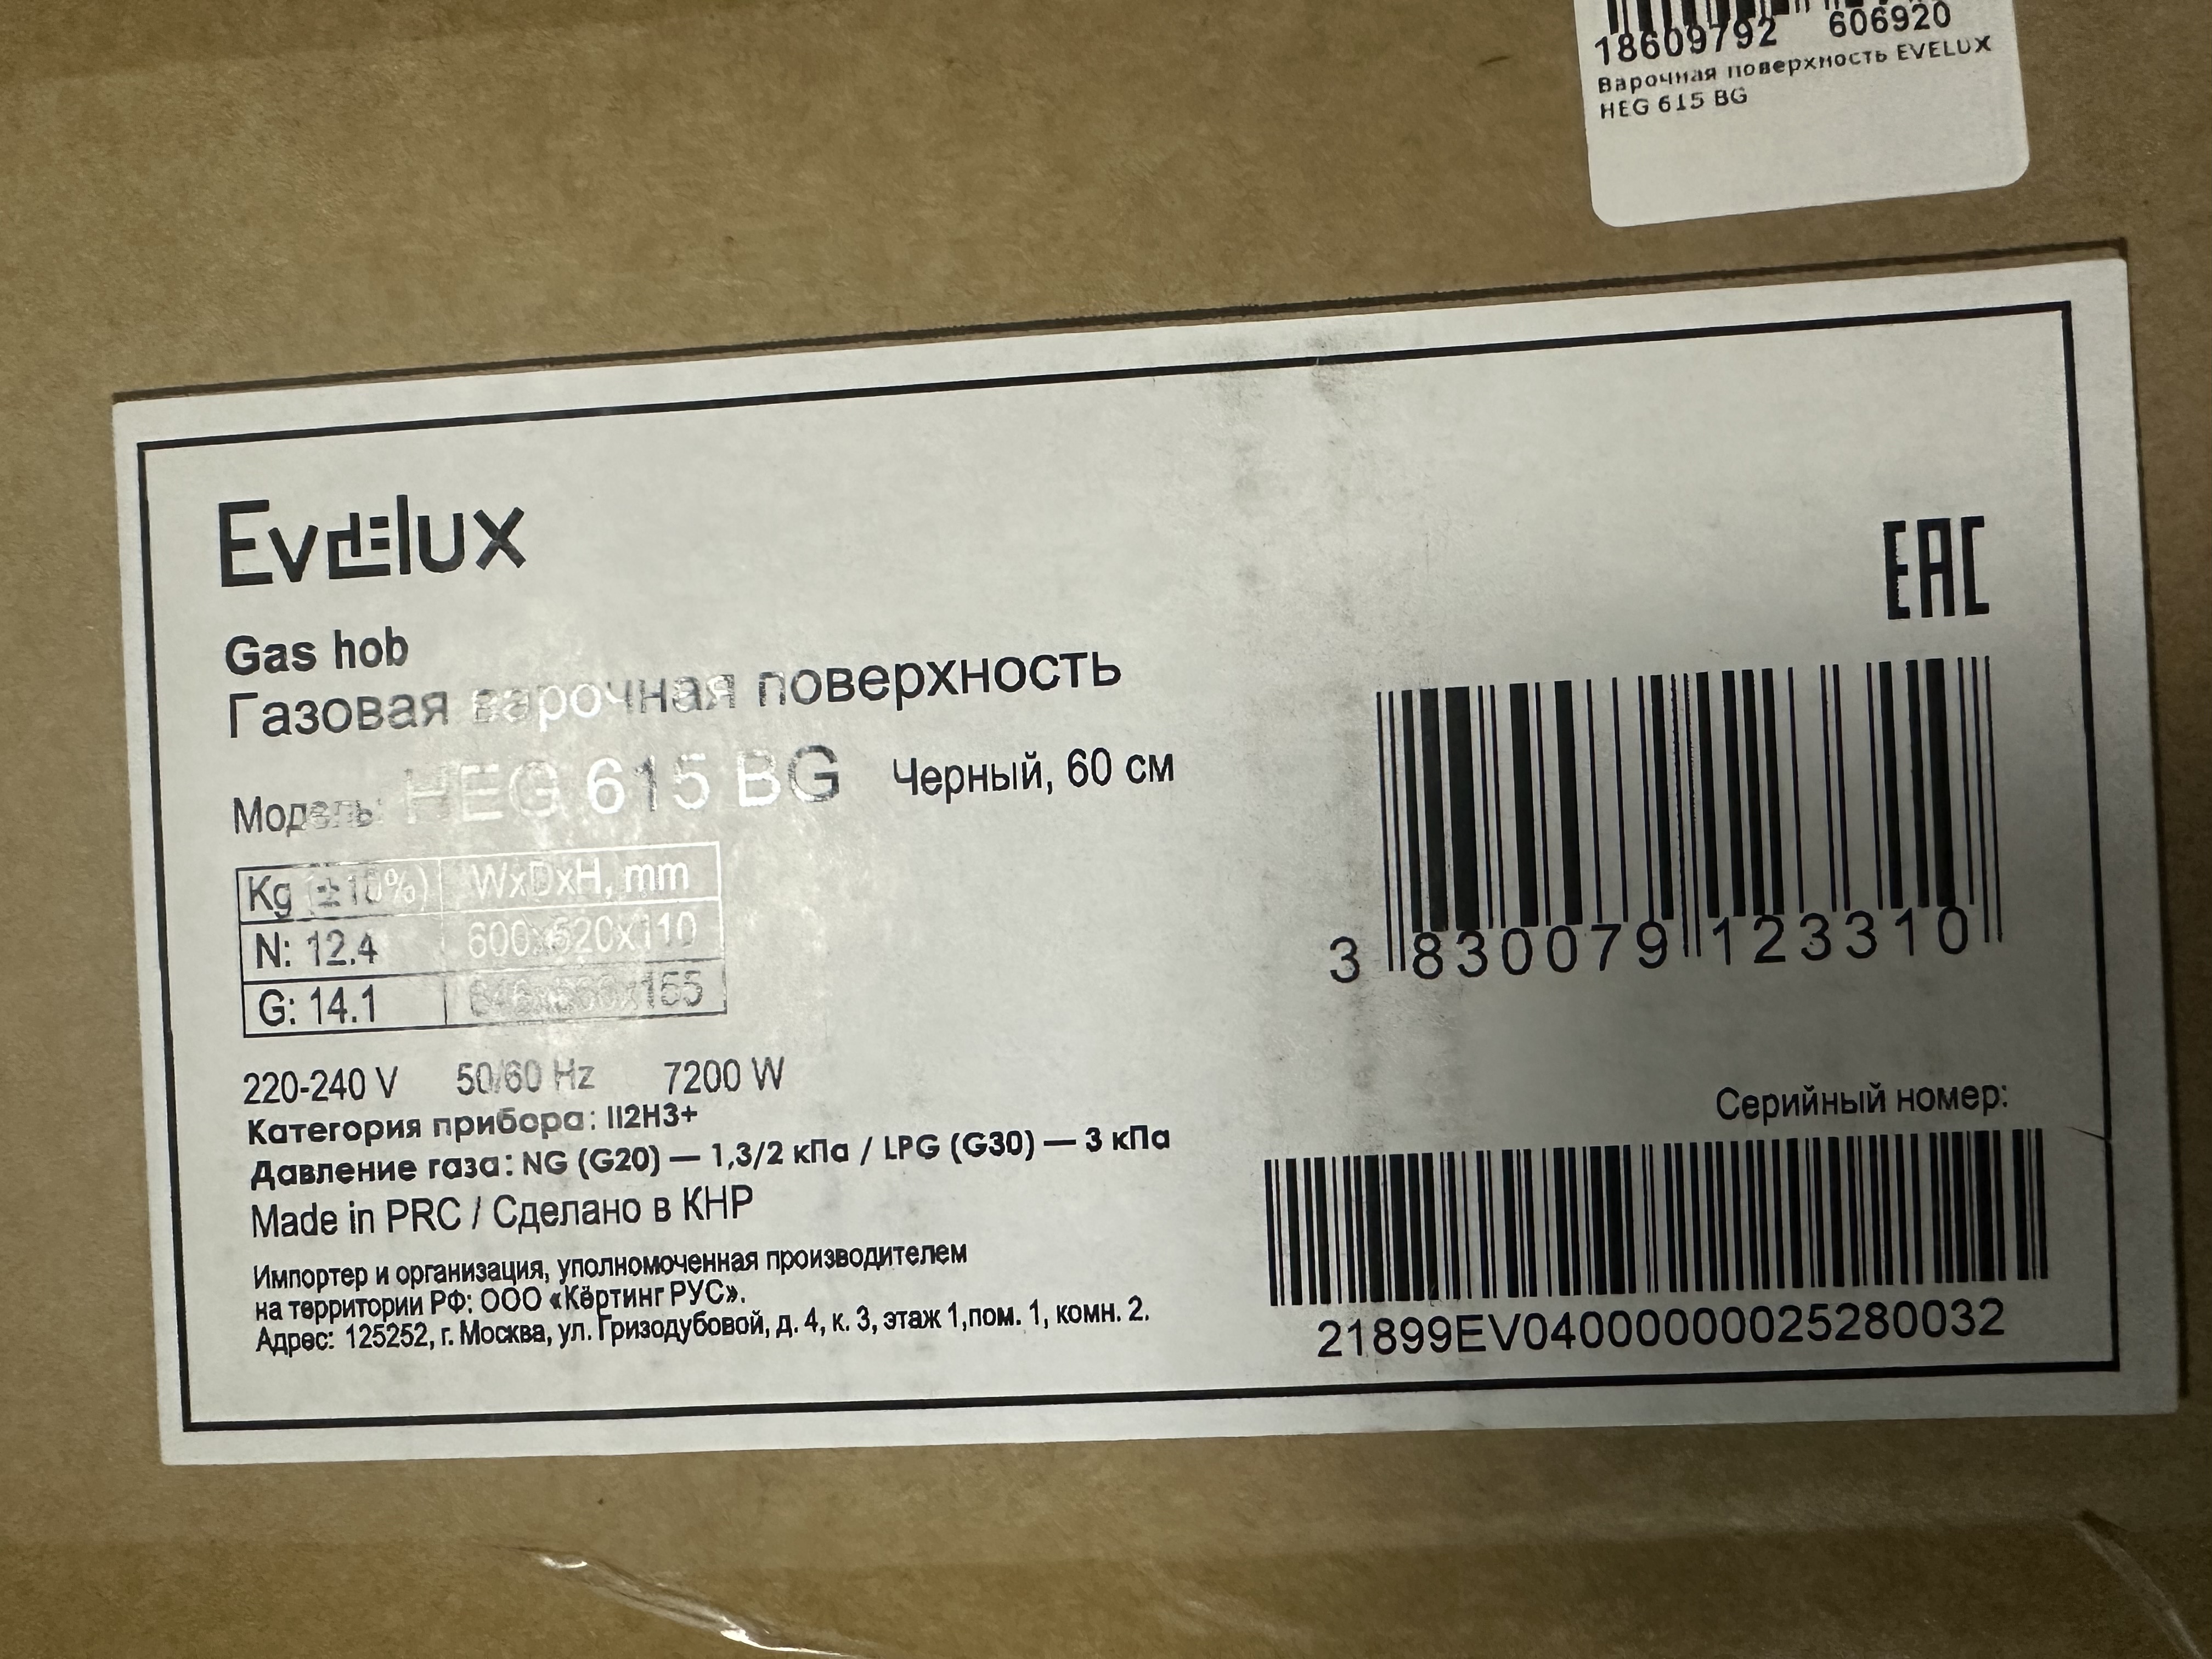 18609792 606920
Варочная поверхность EVELUX
HEG 615 BG
Evelux
EAC
Gas hob
Газовая варочная поверхность
Модель: HEG 615 BG Черный, 60 см
Kg (±10%) WxDxH, mm
N: 12.4 600x520x110
G: 14.1
3 830079 123310
220-240 V 50/60 Hz 7200 W
Категория прибора: II2H3+
Давление газа: NG (G20) — 1,3/2 кПа / LPG (G30) — 3 кПа
Made in PRC / Сделано в КНР
Импортер и организация, уполномоченная производителем
на территории РФ: ООО «Кёртинг РУС».
Адрес: 125252, г. Москва, ул. Гризодубовой, д. 4, к. 3, этаж 1,пом. 1, комн. 2.
Серийный номер:
21899EV04000000025280032